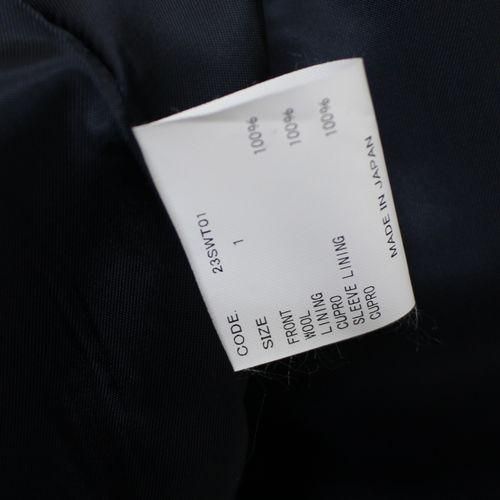 CODE. 23SWT01
SIZE 1
FRONT
WOOL 100%
LINING
CUPRO 100%
SLEEVE LINING
CUPRO 100%
MADE IN JAPAN